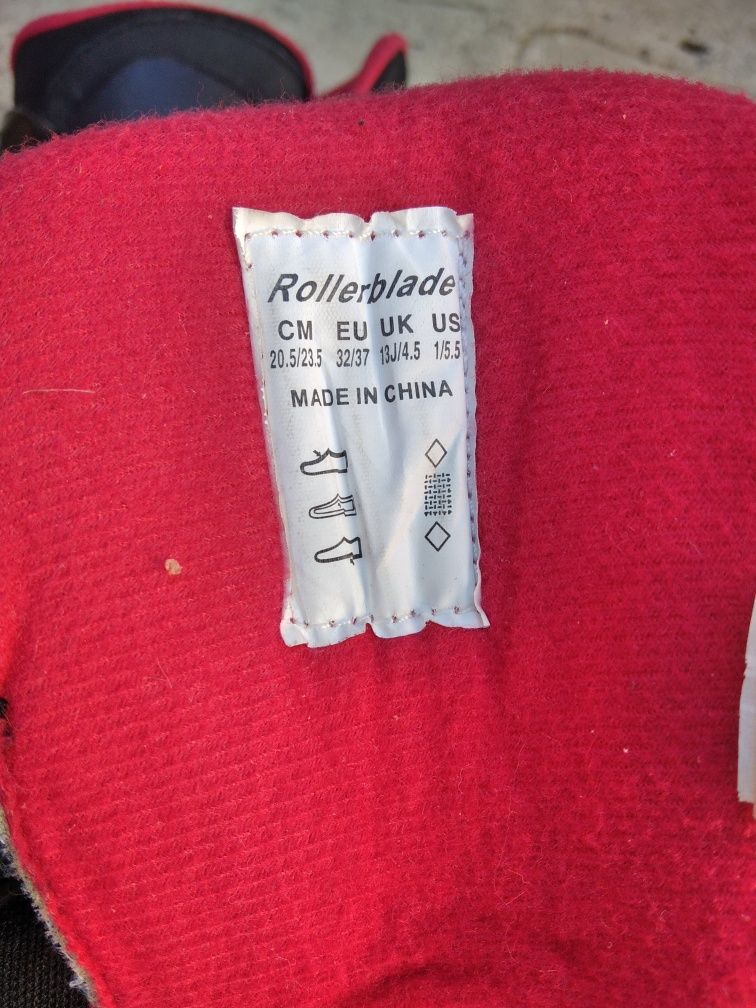 Rollerblade
CM EU UK US
20.5/23.5 32/37 13J/4.5 1/5.5
MADE IN CHINA